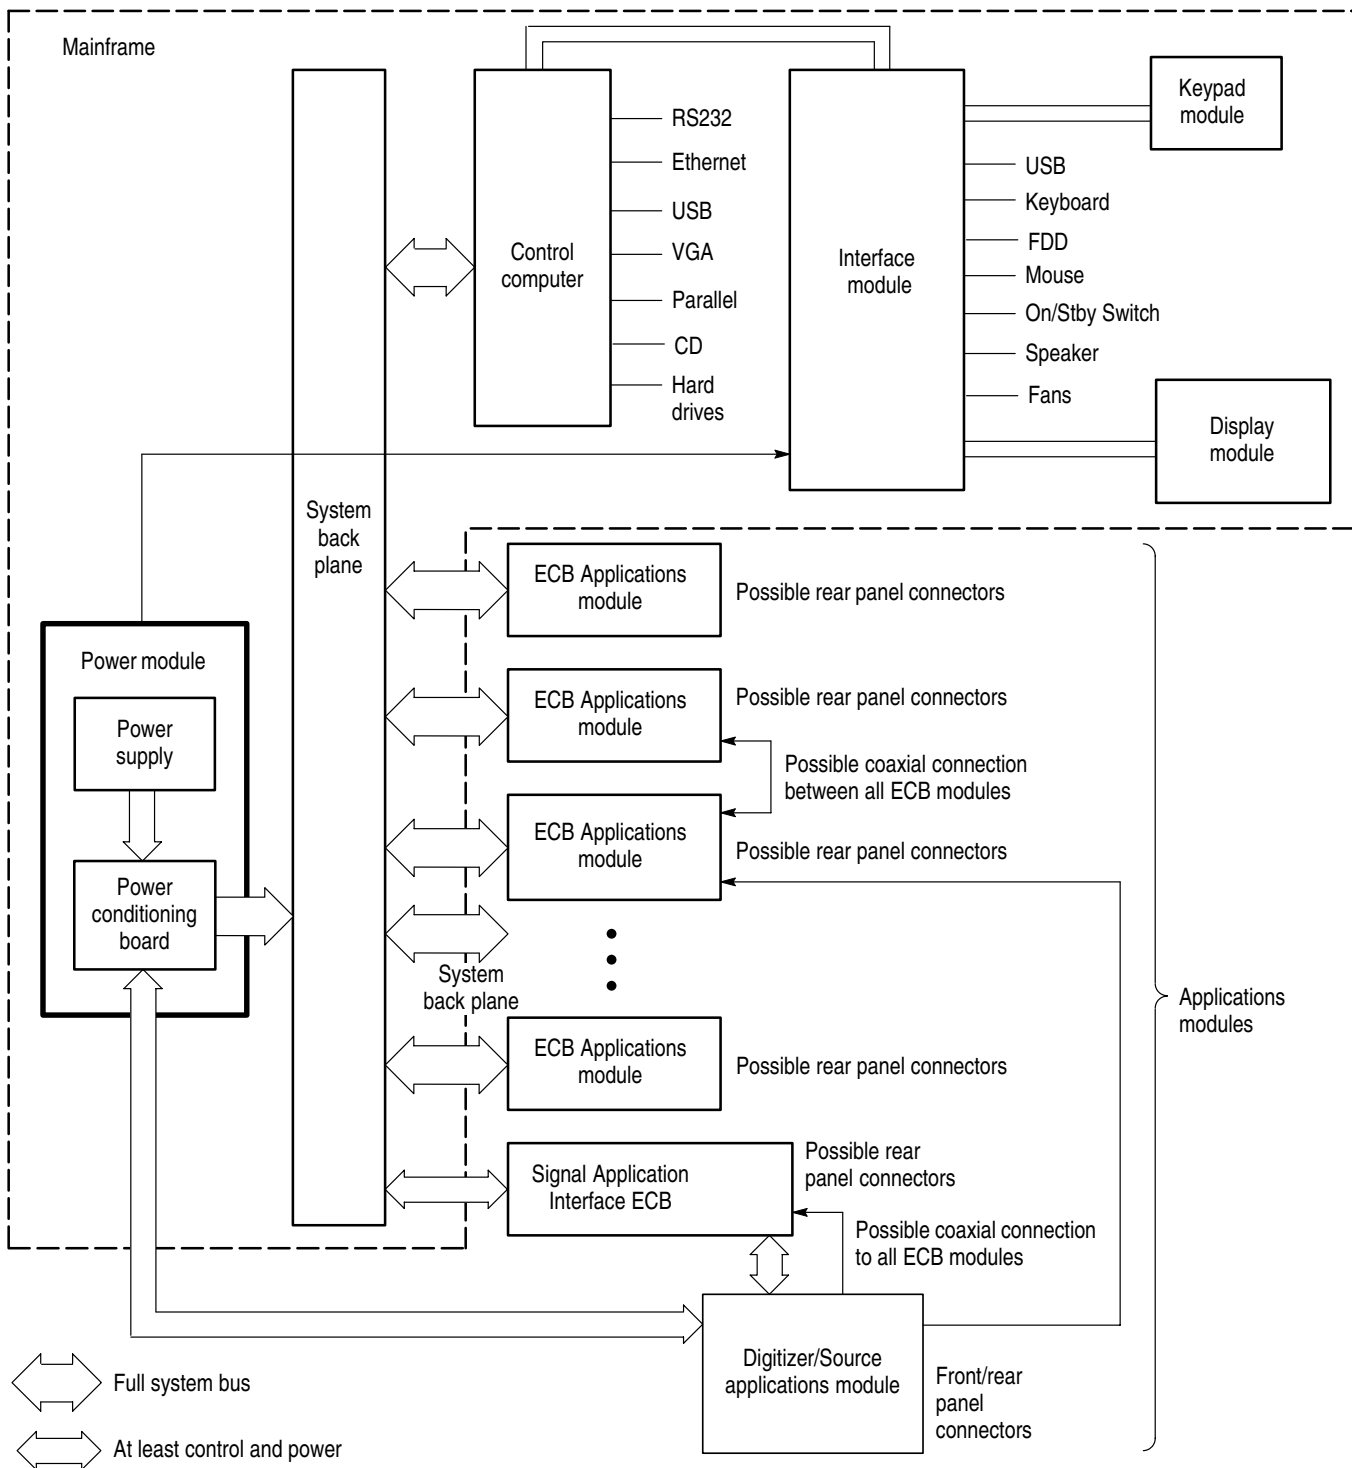 Mainframe
Keypad
module
RS232
Ethernet
USB
VGA
Parallel
CD
Hard
drives
Control
computer
Interface
module
USB
Keyboard
FDD
Mouse
On/Stby Switch
Speaker
Fans
Display
module
System
back
plane
ECB Applications
module
Possible rear panel connectors
Power module
Power
supply
Power
conditioning
board
ECB Applications
module
Possible rear panel connectors
Possible coaxial connection
between all ECB modules
ECB Applications
module
Possible rear panel connectors
System
back plane
Applications
modules
ECB Applications
module
Possible rear panel connectors
Signal Application
Interface ECB
Possible rear
panel connectors
Possible coaxial connection
to all ECB modules
Digitizer/Source
applications module
Front/rear
panel
connectors
Full system bus
At least control and power